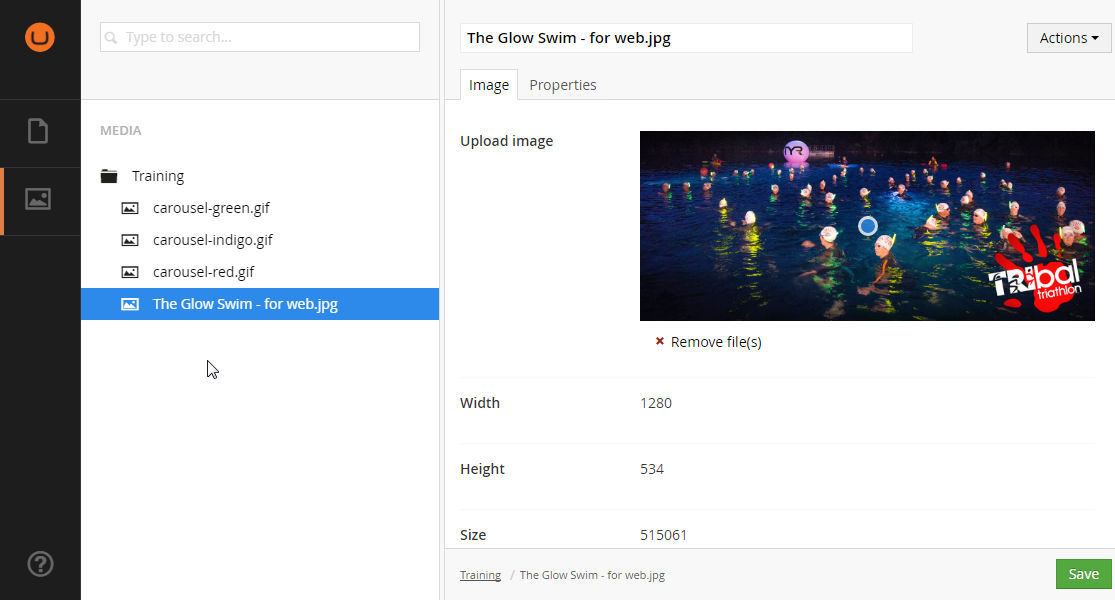 Type to search...
MEDIA
Training
carousel-green.gif
carousel-indigo.gif
carousel-red.gif
The Glow Swim - for web.jpg
The Glow Swim - for web.jpg
Actions
Image
Properties
Upload image
YR
TRibal
triathlon
Remove file(s)
Width
1280
Height
534
Size
515061
Training / The Glow Swim - for web.jpg
Save